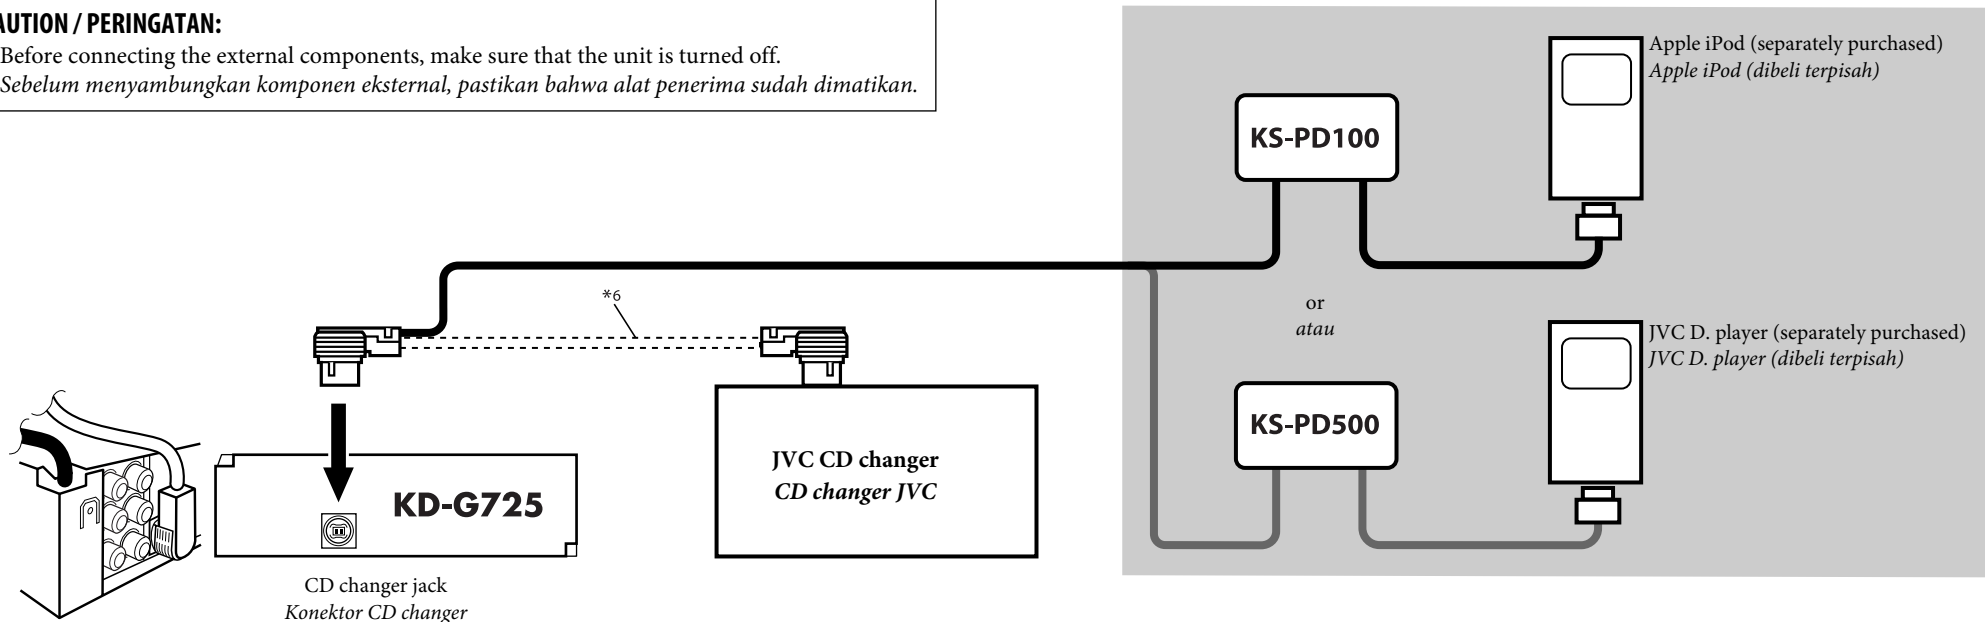 AUTION / PERINGATAN:
Before connecting the external components, make sure that the unit is turned off.
Sebelum menyambungkan komponen eksternal, pastikan bahwa alat penerima sudah dimatikan.
Apple iPod (separately purchased)
Apple iPod (dibeli terpisah)
KS-PD100
*6
or
atau
JVC D. player (separately purchased)
JVC D. player (dibeli terpisah)
KS-PD500
JVC CD changer
CD changer JVC
KD-G725
CD changer jack
Konektor CD changer